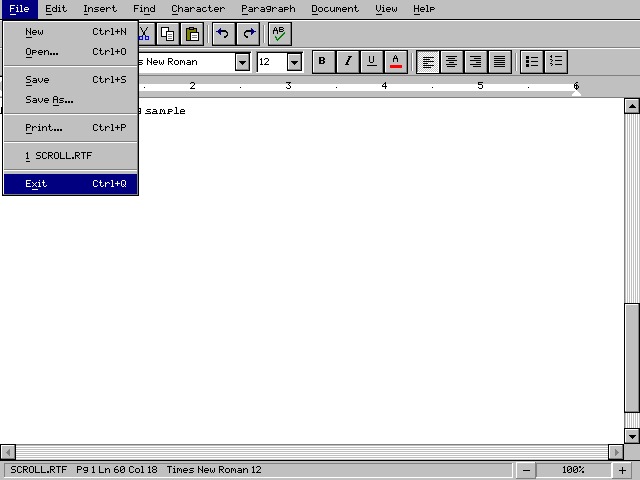 File Edit Insert Find Character Paragraph Document View Help
New Ctrl+N
Open... Ctrl+O
Save Ctrl+S
Save As...
Print... Ctrl+P
1 SCROLL.RTF
Exit Ctrl+Q
ABC
New Roman 12 B I U A
2 3 4 5 6
sample
SCROLL.RTF Pg 1 Ln 60 Col 18 Times New Roman 12 100%